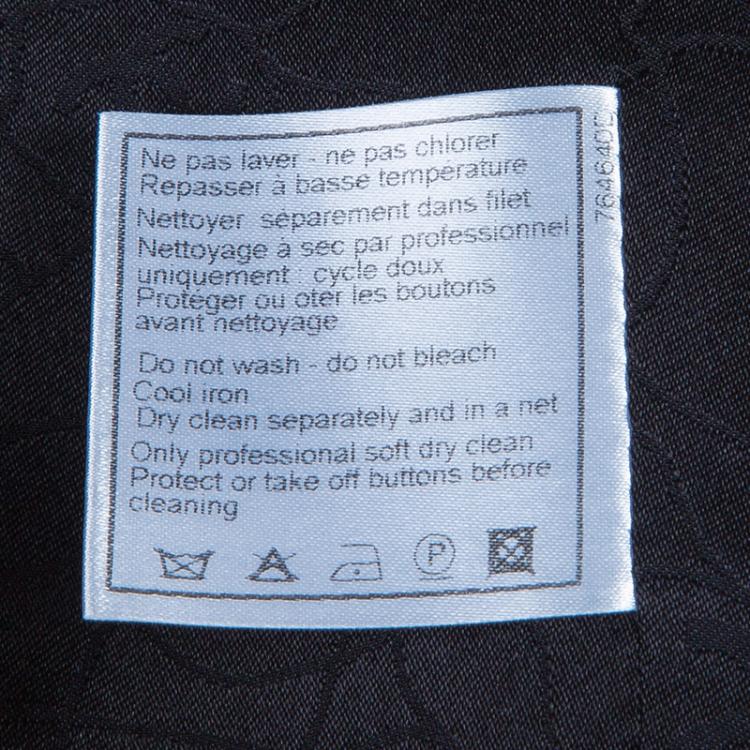 Ne pas laver - ne pas chlorer
Repasser à basse température
Nettoyer séparement dans filet
Nettoyage à sec par professionnel
uniquement : cycle doux
Proteger ou oter les boutons
avant nettoyage
Do not wash - do not bleach
Cool iron
Dry clean separately and in a net
Only professional soft dry clean
Protect or take off buttons before
cleaning
P